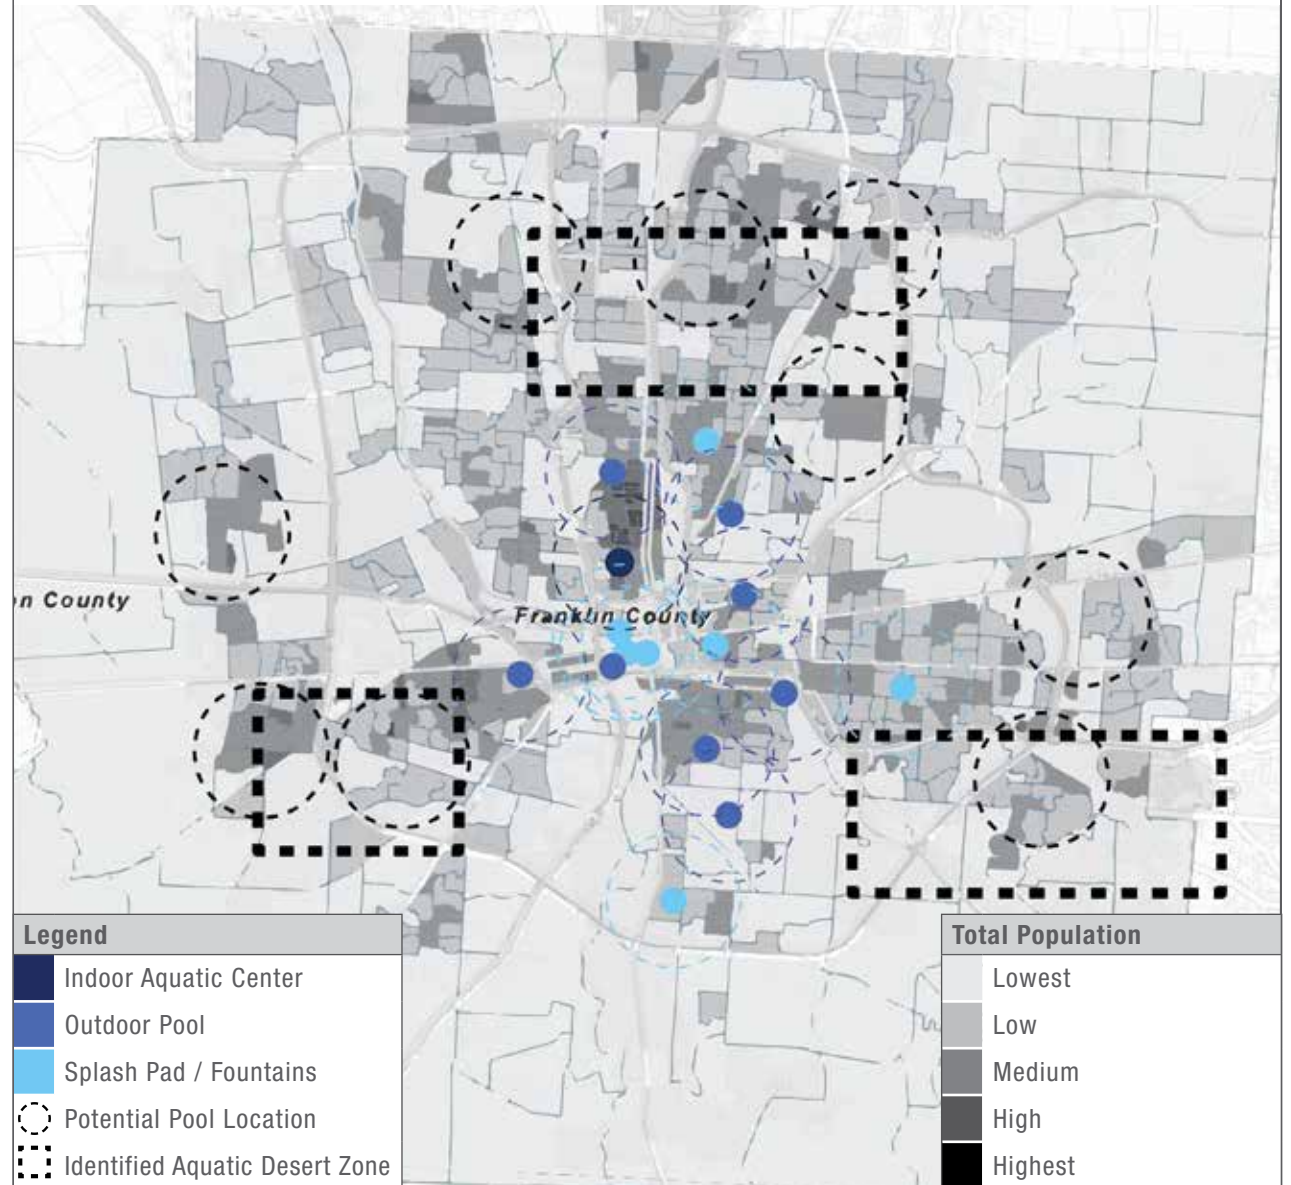 on County
Franklin County
Legend
Indoor Aquatic Center
Outdoor Pool
Splash Pad / Fountains
Potential Pool Location
Identified Aquatic Desert Zone
Total Population
Lowest
Low
Medium
High
Highest